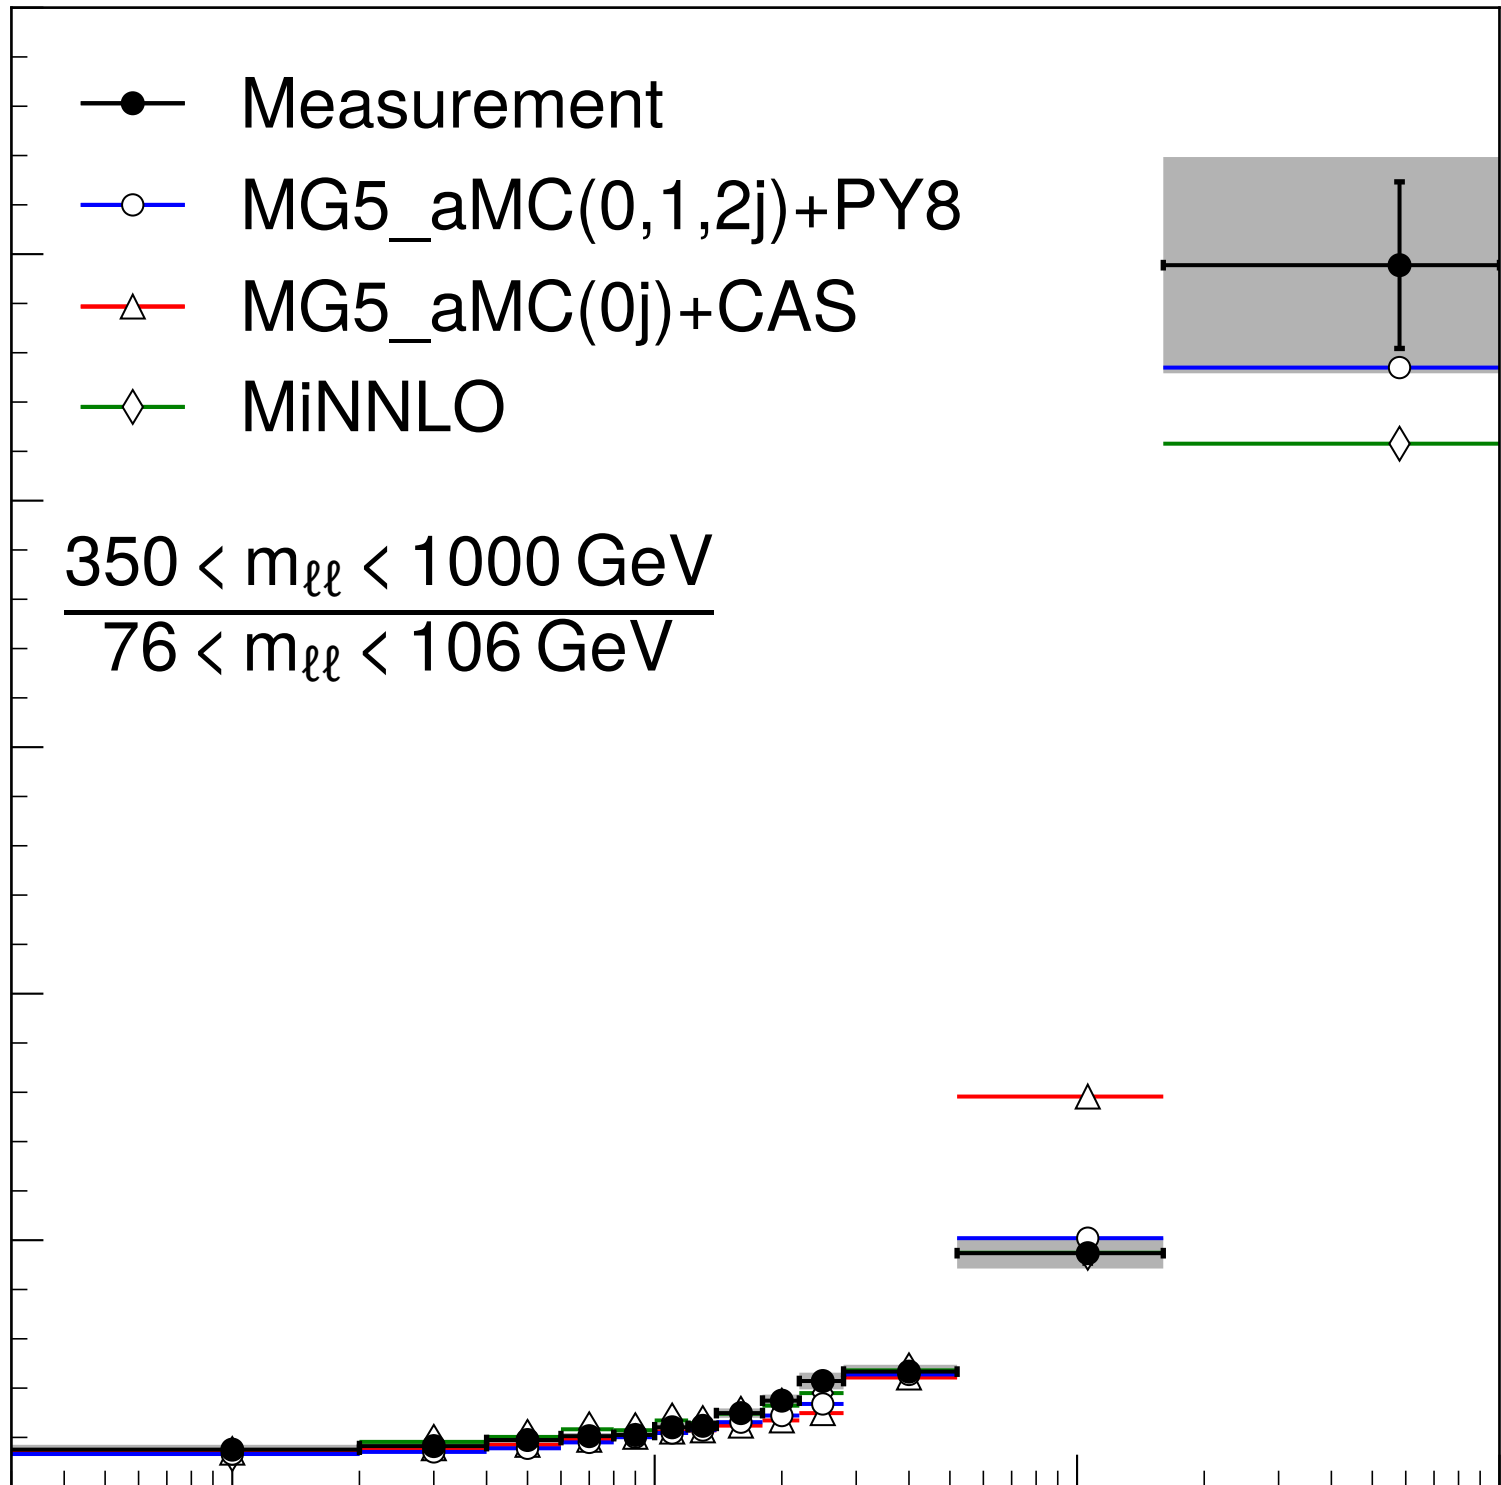 Measurement
MG5_aMC(0,1,2j)+PY8
MG5_aMC(0j)+CAS
MiNNLO
350 < mℓℓ < 1000 GeV
76 < mℓℓ < 106 GeV